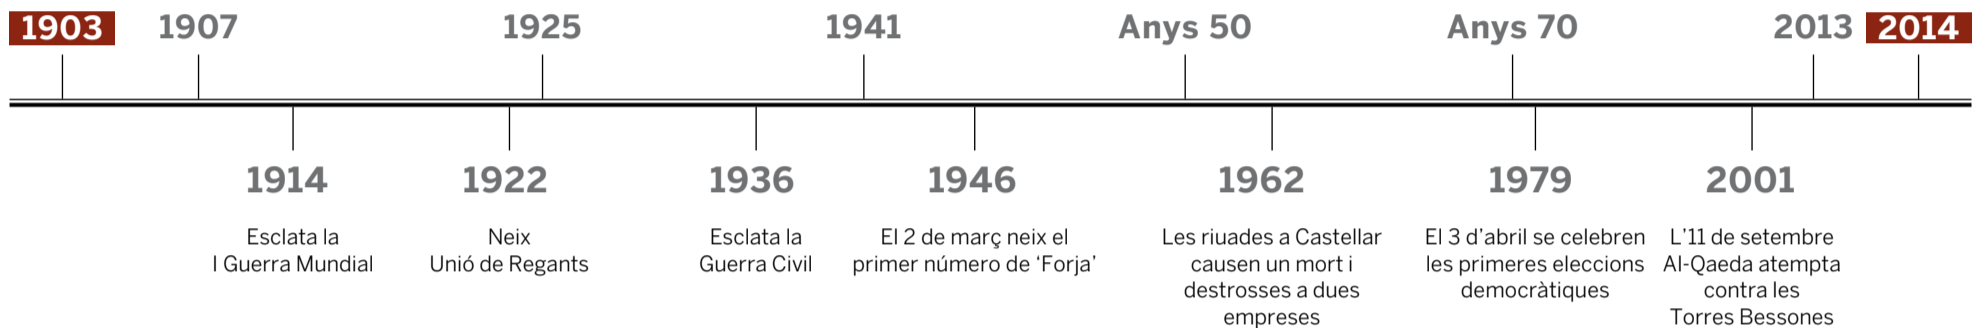 1903
1907
1925
1941
Anys 50
Anys 70
2013
2014
1914
Esclata la
I Guerra Mundial
1922
Neix
Unió de Regants
1936
Esclata la
Guerra Civil
1946
El 2 de març neix el
primer número de ‘Forja’
1962
Les riuades a Castellar
causen un mort i
destrosses a dues
empreses
1979
El 3 d’abril se celebren
les primeres eleccions
democràtiques
2001
L’11 de setembre
Al-Qaeda atempta
contra les
Torres Bessones